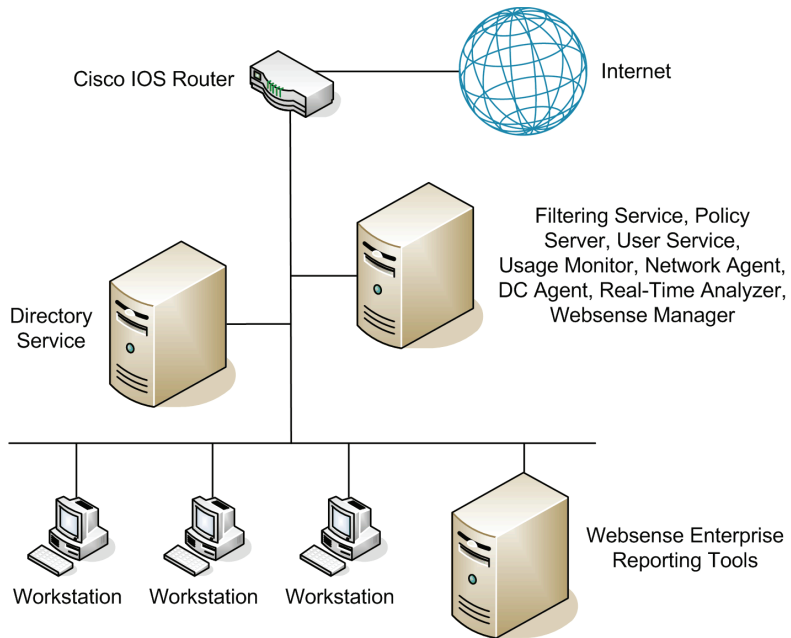 Cisco IOS Router
Internet
Filtering Service, Policy
Server, User Service,
Usage Monitor, Network Agent,
DC Agent, Real-Time Analyzer,
Websense Manager
Directory
Service
Workstation
Workstation
Workstation
Websense Enterprise
Reporting Tools